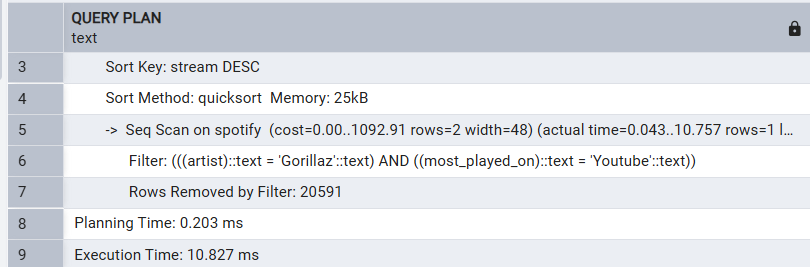 QUERY PLAN
text
3 Sort Key: stream DESC
4 Sort Method: quicksort Memory: 25kB
5 -> Seq Scan on spotify (cost=0.00..1092.91 rows=2 width=48) (actual time=0.043..10.757 rows=1 l...
6 Filter: (((artist)::text = 'Gorillaz'::text) AND ((most_played_on)::text = 'Youtube'::text))
7 Rows Removed by Filter: 20591
8 Planning Time: 0.203 ms
9 Execution Time: 10.827 ms